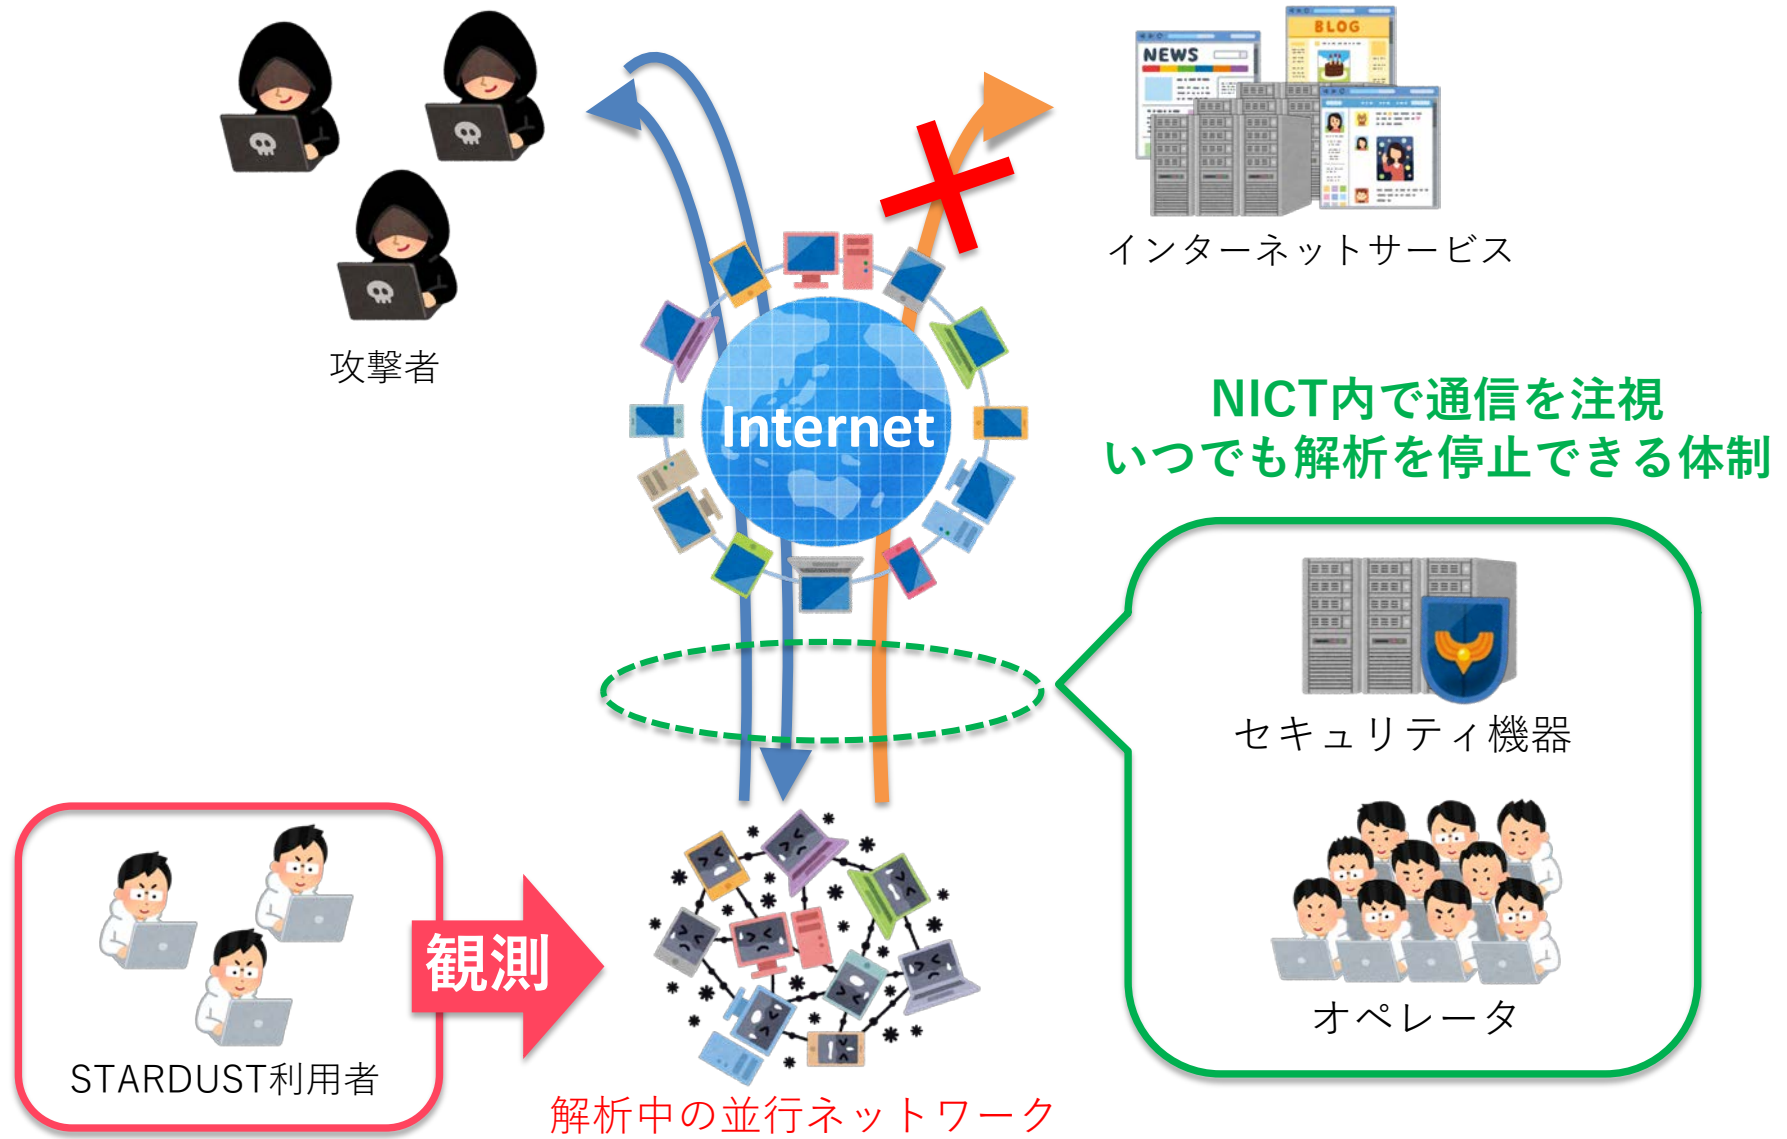 NEWS
BLOG
インターネットサービス
攻撃者
Internet
NICT内で通信を注視
いつでも解析を停止できる体制
セキュリティ機器
オペレータ
観測
STARDUST利用者
解析中の並行ネットワーク